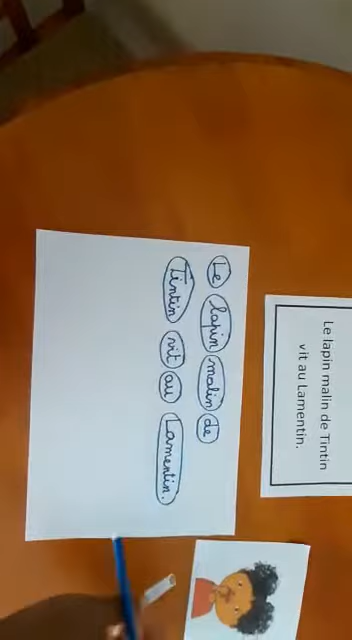 Le lapin malin de Tintin
vit au Lamentin.
Le lapin malin de
Tintin vit au Lamentin.